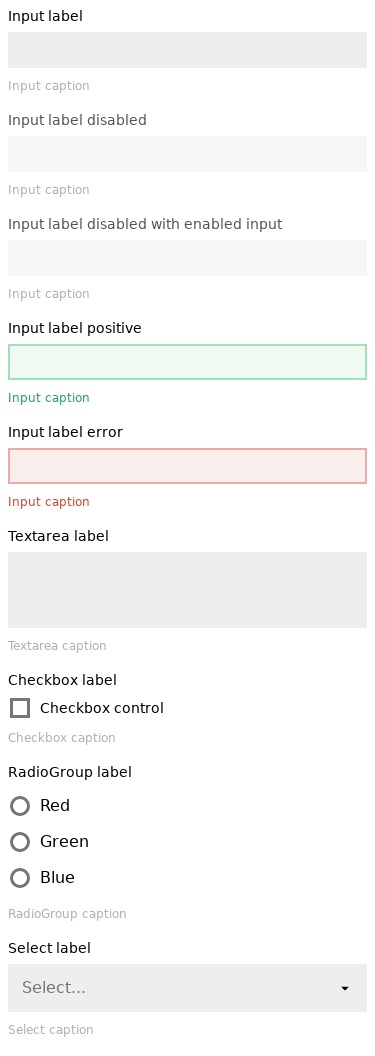 Input label
Input caption
Input label disabled
Input caption
Input label disabled with enabled input
Input caption
Input label positive
Input caption
Input label error
Input caption
Textarea label
Textarea caption
Checkbox label
Checkbox control
Checkbox caption
RadioGroup label
Red
Green
Blue
RadioGroup caption
Select label
Select...
Select caption